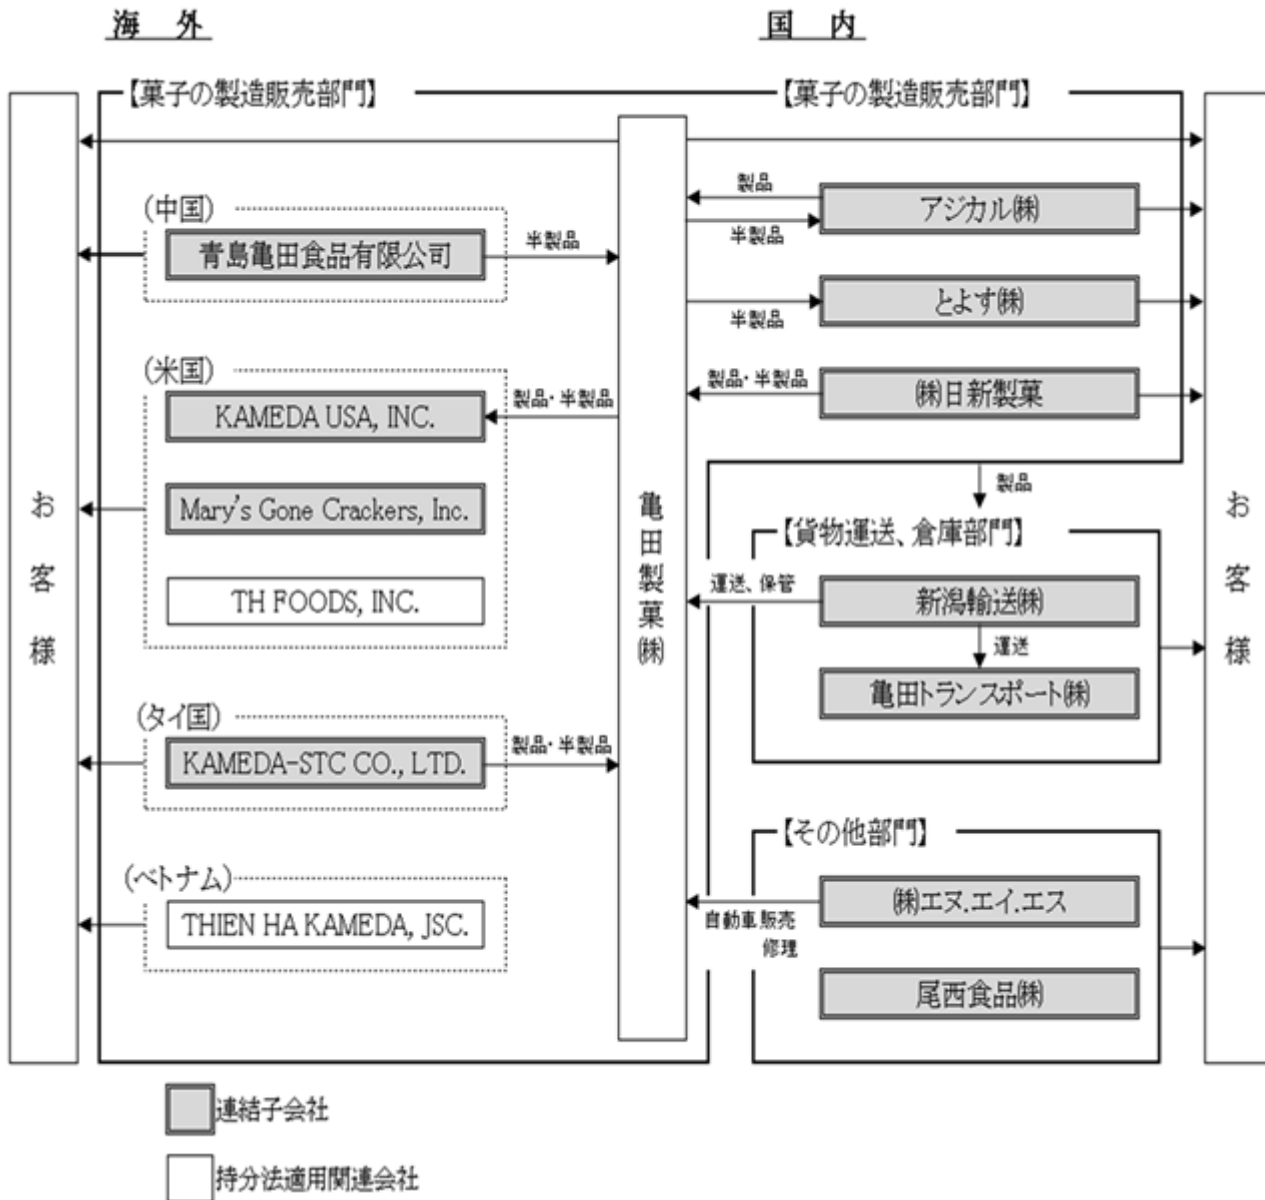 海 外
国 内
【菓子の製造販売部門】
【菓子の製造販売部門】
(中国)
青島亀田食品有限公司
半製品
(米国)
KAMEDA USA, INC.
製品・半製品
Mary's Gone Crackers, Inc.
TH FOODS, INC.
(タイ国)
KAMEDA-STC CO., LTD.
製品・半製品
(ベトナム)
THIEN HA KAMEDA, JSC.
お客様
亀田製菓㈱
製品
アジカル㈱
半製品
とよす㈱
半製品
製品・半製品
㈱日新製菓
製品
【貨物運送、倉庫部門】
運送、保管
新潟輸送㈱
運送
亀田トランスポート㈱
【その他部門】
㈱エヌ.エイ.エス
自動車販売
修理
尾西食品㈱
お客様
連結子会社
持分法適用関連会社